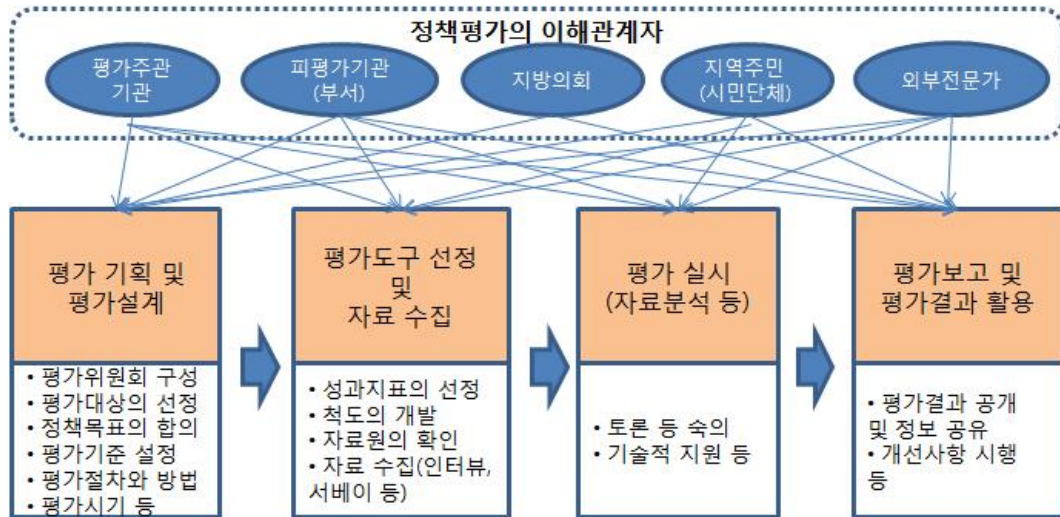 정책평가의 이해관계자
평가주관
기관
피평가기관
(부서)
지방의회
지역주민
(시민단체)
외부전문가
평가 기획 및
평가설계
• 평가위원회 구성
• 평가대상의 선정
• 정책목표의 합의
• 평가기준 설정
• 평가절차와 방법
• 평가시기 등
평가도구 선정
및
자료 수집
• 성과지표의 선정
• 척도의 개발
• 자료원의 확인
• 자료 수집(인터뷰,
서베이 등)
평가 실시
(자료분석 등)
• 토론 등 숙의
• 기술적 지원 등
평가보고 및
평가결과 활용
• 평가결과 공개
및 정보 공유
• 개선사항 시행
등